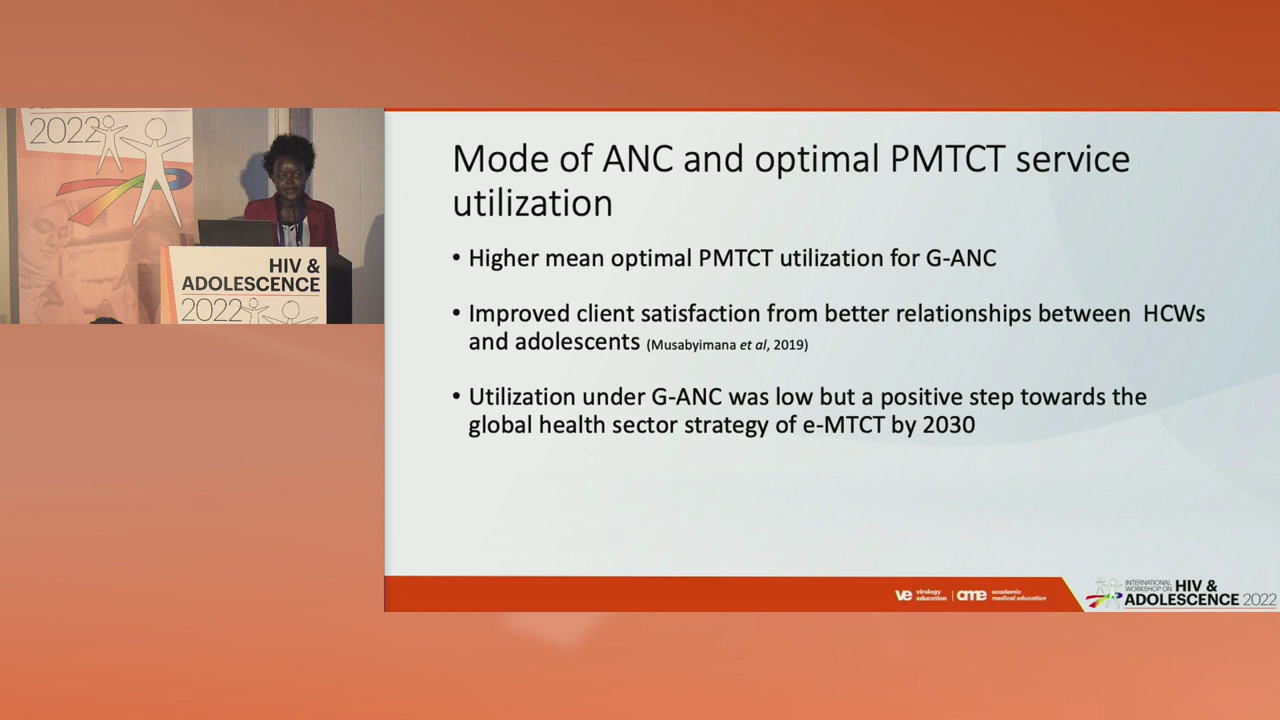 2022
HIV &
ADOLESCENCE
2022
Mode of ANC and optimal PMTCT service
utilization
• Higher mean optimal PMTCT utilization for G-ANC
• Improved client satisfaction from better relationships between HCWs
and adolescents (Musabyimana et al, 2019)
• Utilization under G-ANC was low but a positive step towards the
global health sector strategy of e-MTCT by 2030
ve virology
education
ame academic
medical education
INTERNATIONAL
WORKSHOP ON HIV &
ADOLESCENCE 2022